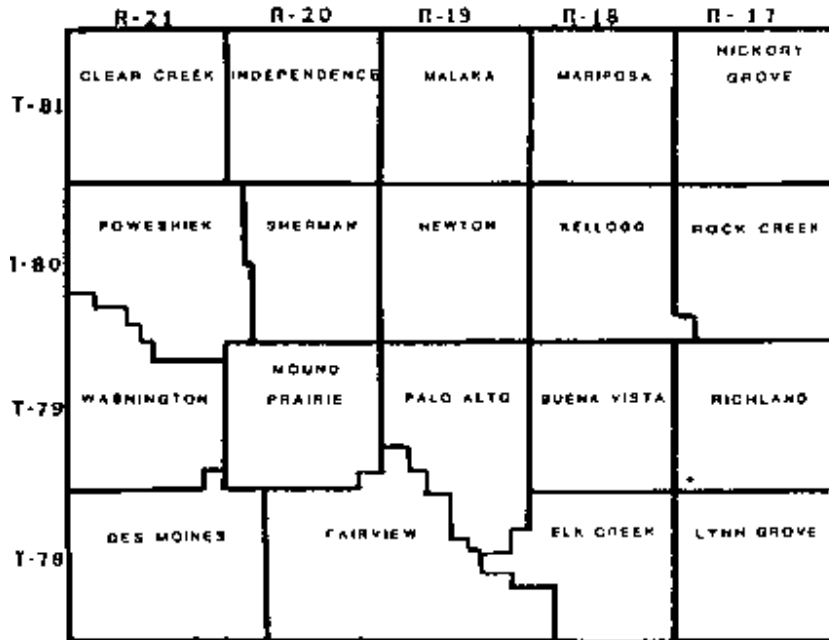 R-21 R-20 R-19 R-18 R-17
HICKORY
CLEAR CREEK INDEPENDENCE MALAKA MARIPOSA GROVE
T-81
POWESHIEK SHERMAN NEWTON KELLOGG ROCK CREEK
T-80
MOUND
WASHINGTON PRAIRIE PALO ALTO BUENA VISTA RICHLAND
T-79
DES MOINES FAIRVIEW ELK CREEK LYNN GROVE
T-78